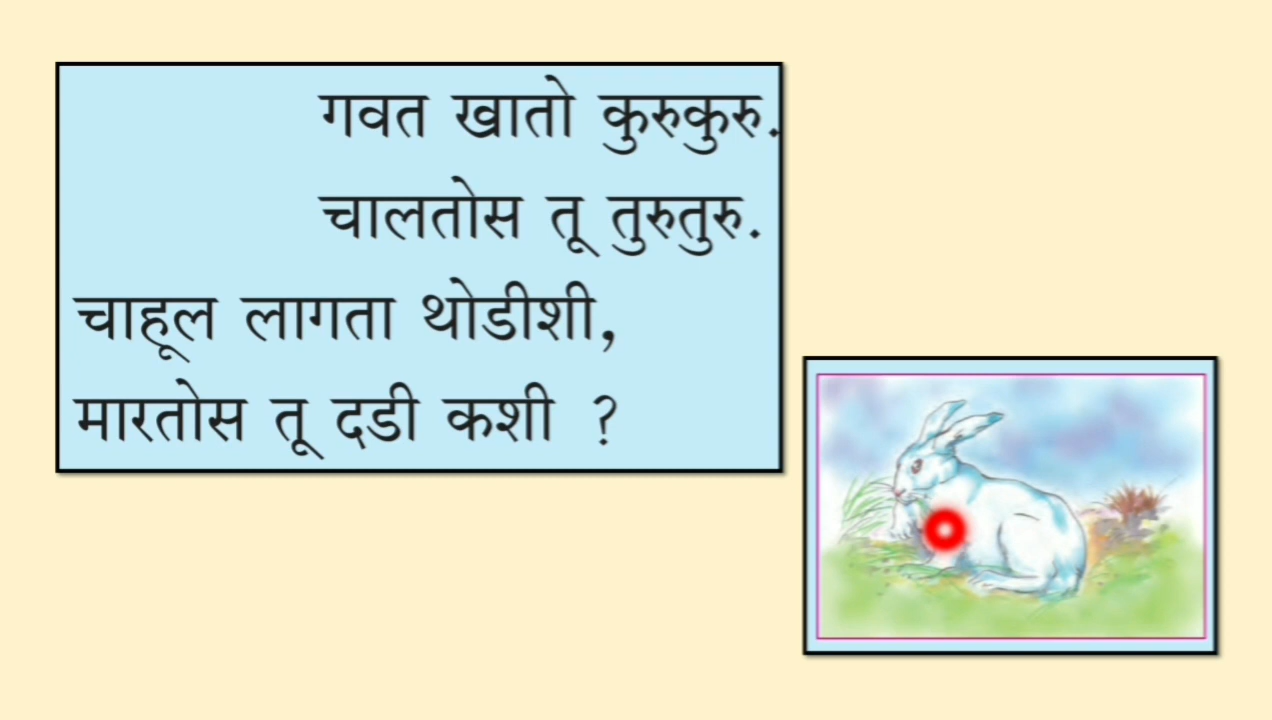 गवत खातो कुरुकुरु.
चालतोस तू तुरुतुरु.
चाहूल लागता थोडीशी,
मारतोस तू दडी कशी ?